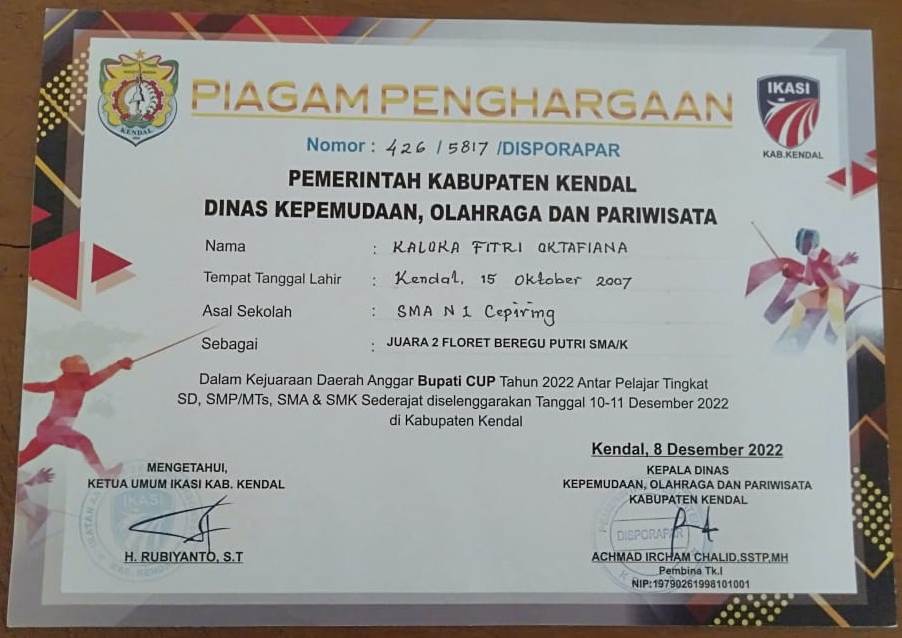 PIAGAM PENGHARGAAN
KENDAL
IKASI
KAB.KENDAL
Nomor : 426 / 5817 /DISPORAPAR
PEMERINTAH KABUPATEN KENDAL
DINAS KEPEMUDAAN, OLAHRAGA DAN PARIWISATA
Nama : KALOKA FITRI OKTAFIANA
Tempat Tanggal Lahir : Kendal, 15 Oktober 2007
Asal Sekolah : SMA N 1 Cepiring
Sebagai : JUARA 2 FLORET BEREGU PUTRI SMA/K
Dalam Kejuaraan Daerah Anggar Bupati CUP Tahun 2022 Antar Pelajar Tingkat
SD, SMP/MTs, SMA & SMK Sederajat diselenggarakan Tanggal 10-11 Desember 2022
di Kabupaten Kendal
Kendal, 8 Desember 2022
MENGETAHUI,
KETUA UMUM IKASI KAB. KENDAL
IKASI
H. RUBIYANTO, S.T
KEPALA DINAS
KEPEMUDAAN, OLAHRAGA DAN PARIWISATA
KABUPATEN KENDAL
DISPORAPAR
ACHMAD IRCHAM CHALID,SSTP,MH
Pembina Tk.I
NIP:19790261998101001